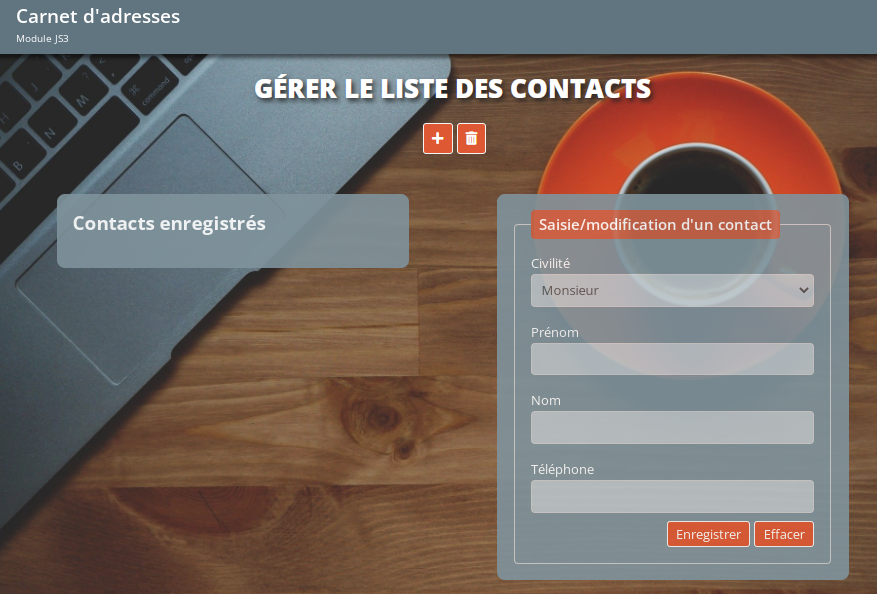 Carnet d'adresses
Module JS3
GÉRER LE LISTE DES CONTACTS
Contacts enregistrés
Saisie/modification d'un contact
Civilité
Monsieur
Prénom
Nom
Téléphone
Enregistrer Effacer
command
B
N
M